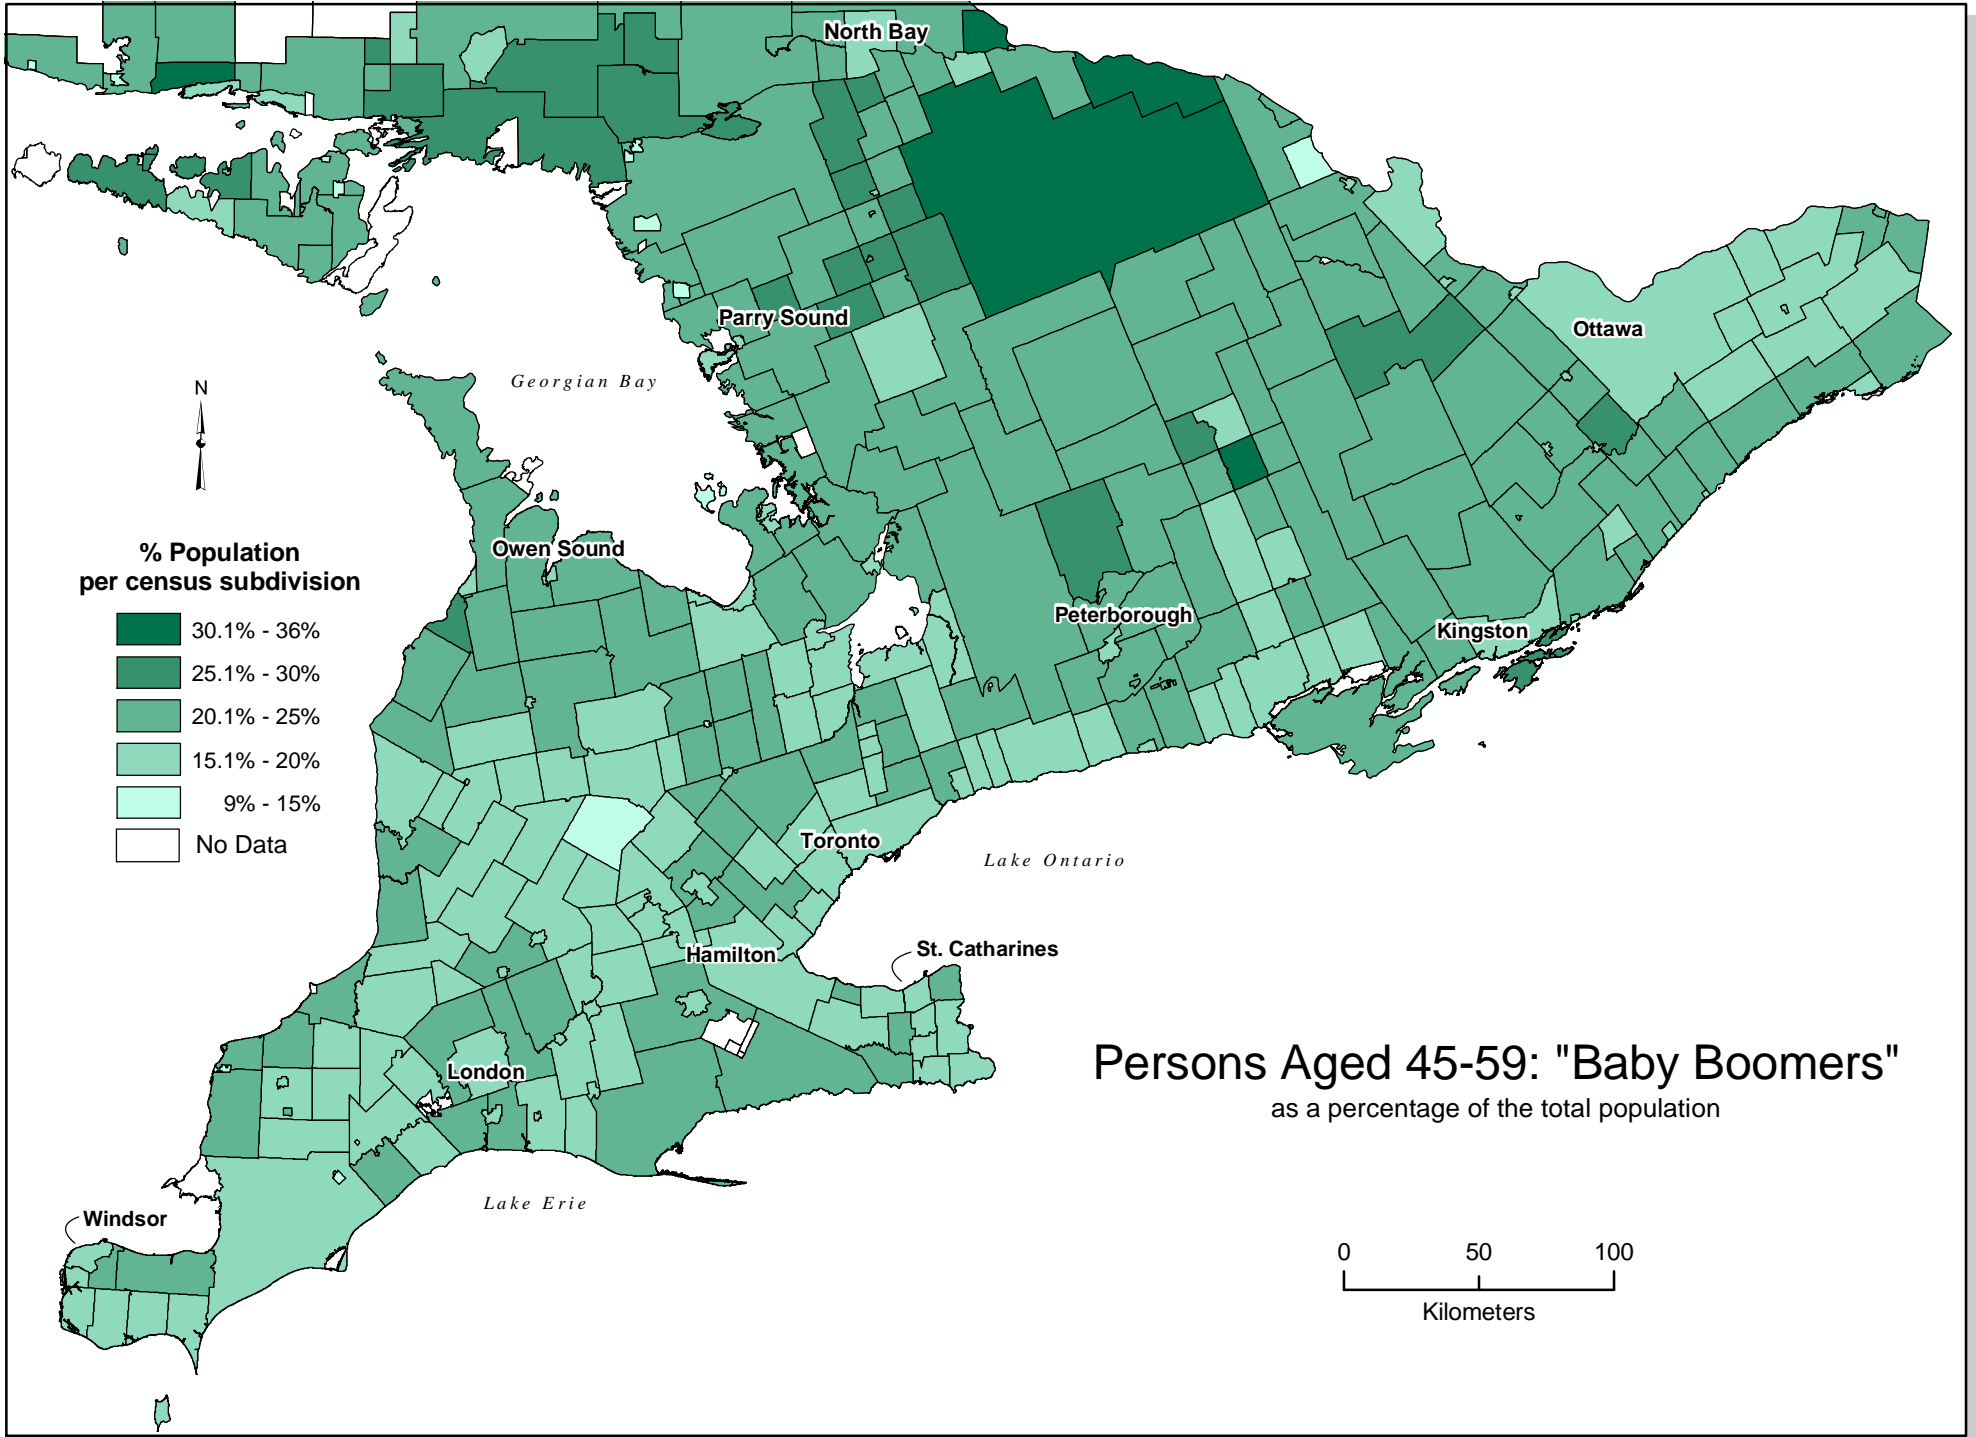 North Bay
Parry Sound
Ottawa
Georgian Bay
N
Owen Sound
% Population
per census subdivision
30.1% - 36%
25.1% - 30%
20.1% - 25%
15.1% - 20%
9% - 15%
No Data
Peterborough
Kingston
Toronto
Lake Ontario
Hamilton
St. Catharines
London
Persons Aged 45-59: "Baby Boomers"
as a percentage of the total population
Lake Erie
Windsor
0 50 100
Kilometers